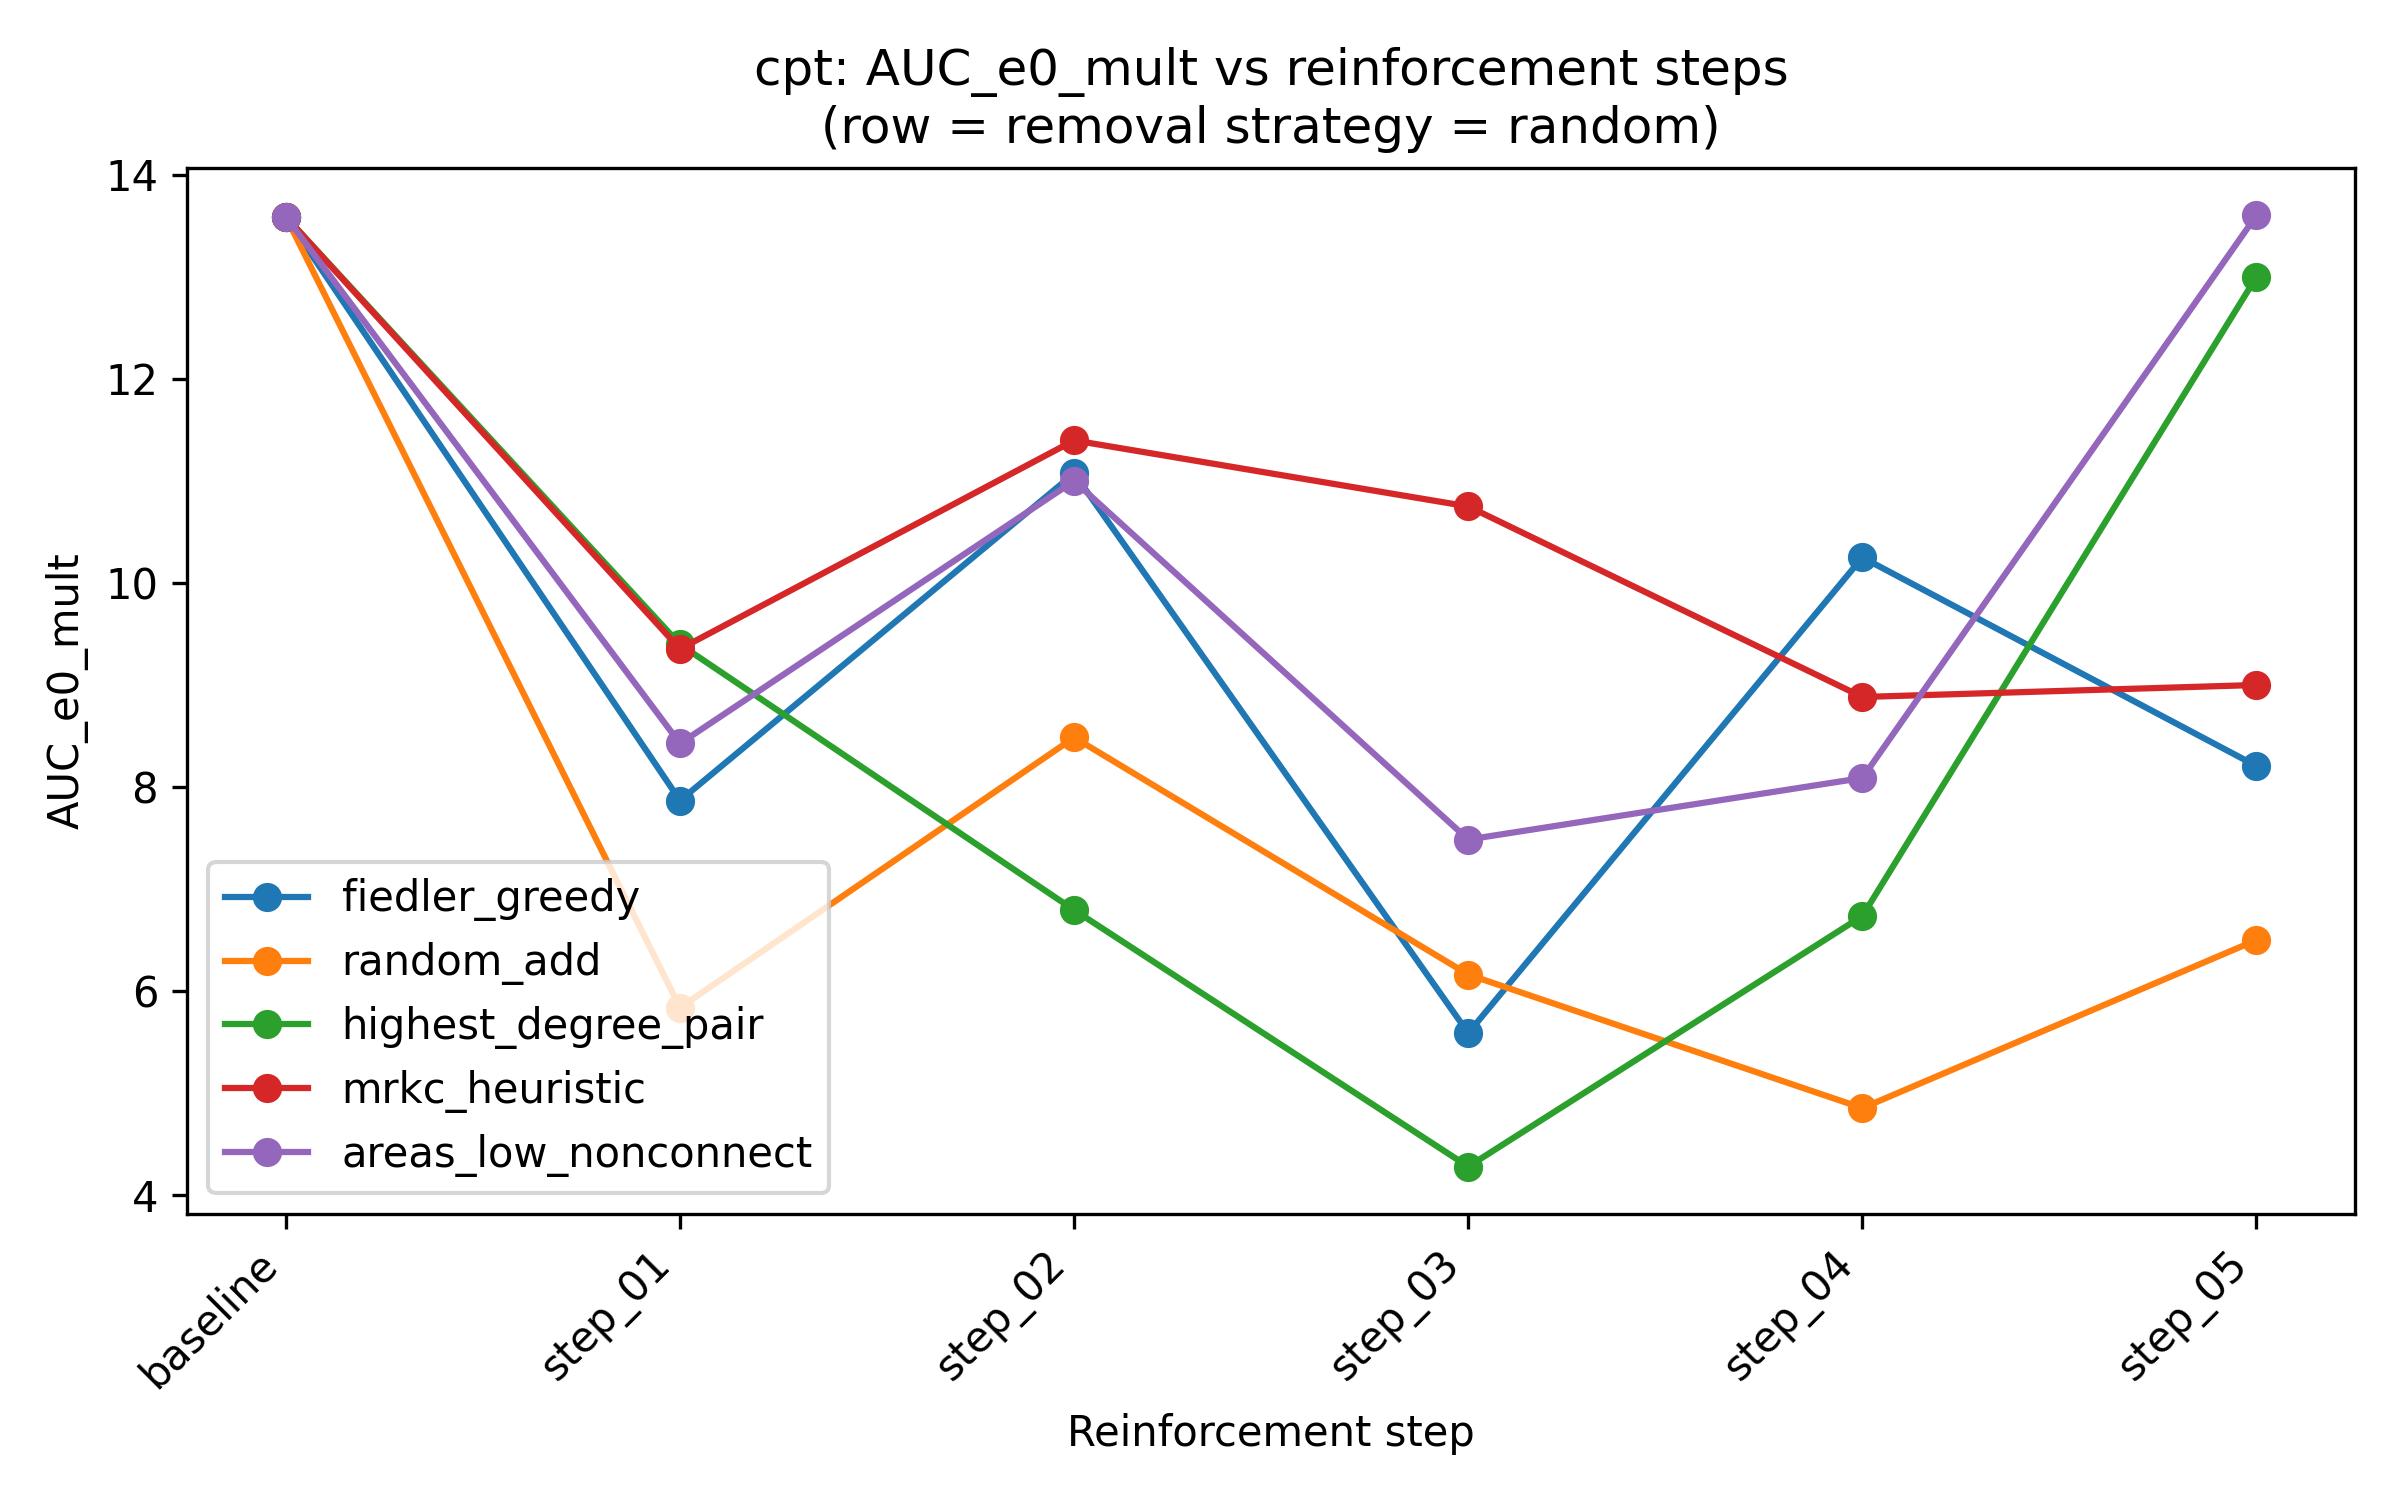 cpt: AUC_e0_mult vs reinforcement steps
(row = removal strategy = random)
AUC_e0_mult
14
12
10
8
6
4
fiedler_greedy
random_add
highest_degree_pair
mrkc_heuristic
areas_low_nonconnect
baseline
step_01
step_02
step_03
step_04
step_05
Reinforcement step